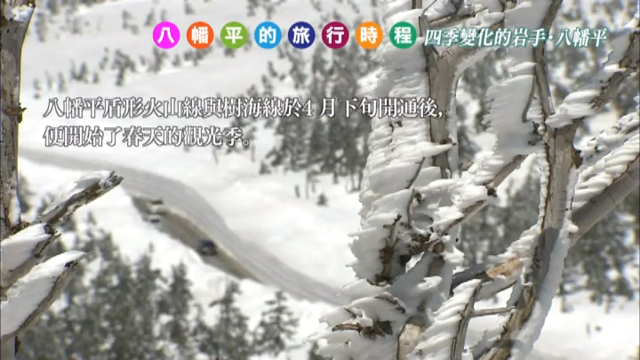 八幡平的旅行時程 四季變化的岩手·八幡平
八幡平盾形火山線與樹海線於4 月下旬開通後,
便開始了春天的觀光季。